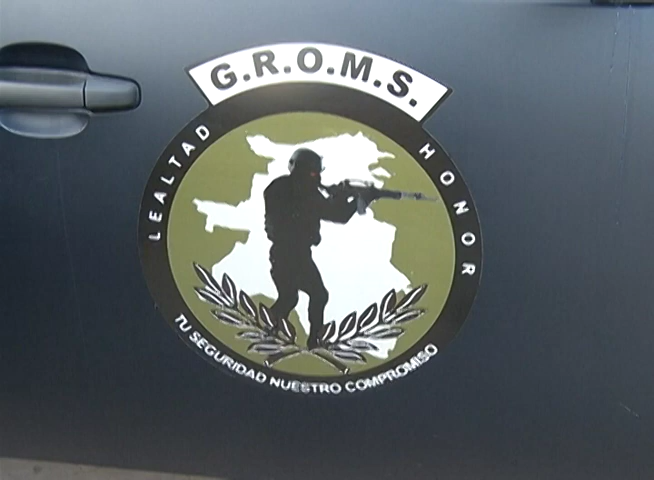 G.R.O.M.S.
LEALTAD
HONOR
TU SEGURIDAD NUESTRO COMPROMISO